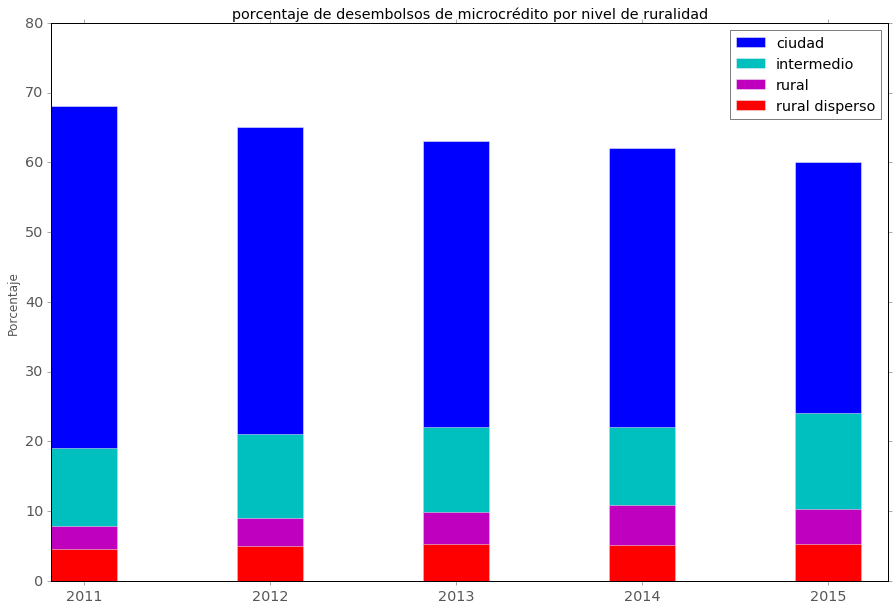 porcentaje de desembolsos de microcrédito por nivel de ruralidad
80
70
60
50
40
30
20
10
0
Porcentaje
ciudad
intermedio
rural
rural disperso
2011 2012 2013 2014 2015